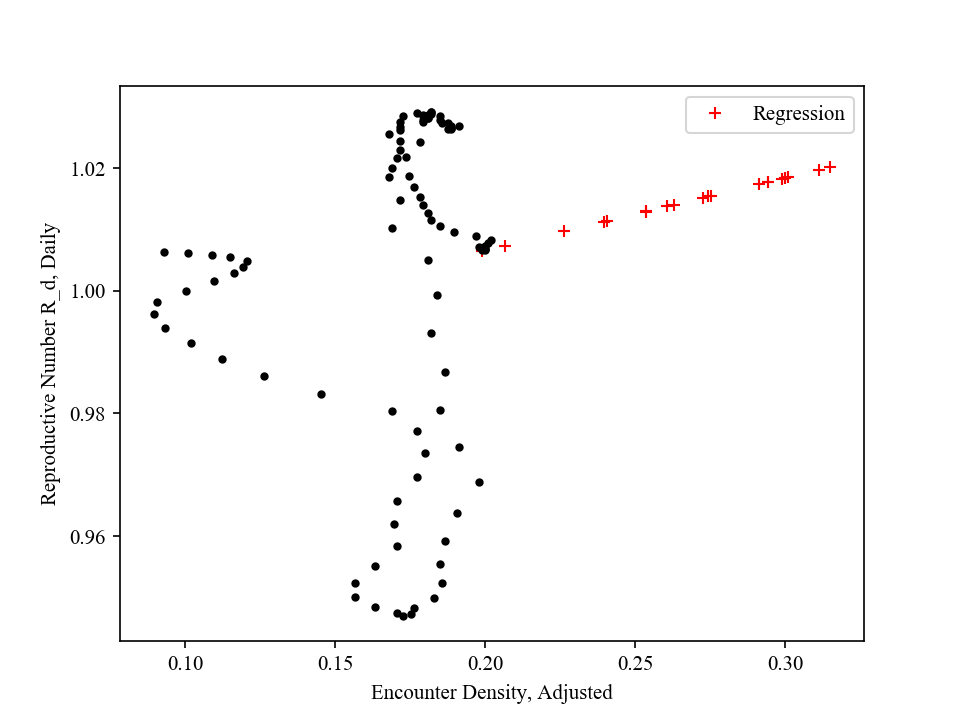 Regression
1.02
1.00
0.98
0.96
Reproductive Number R_d, Daily
0.10 0.15 0.20 0.25 0.30
Encounter Density, Adjusted